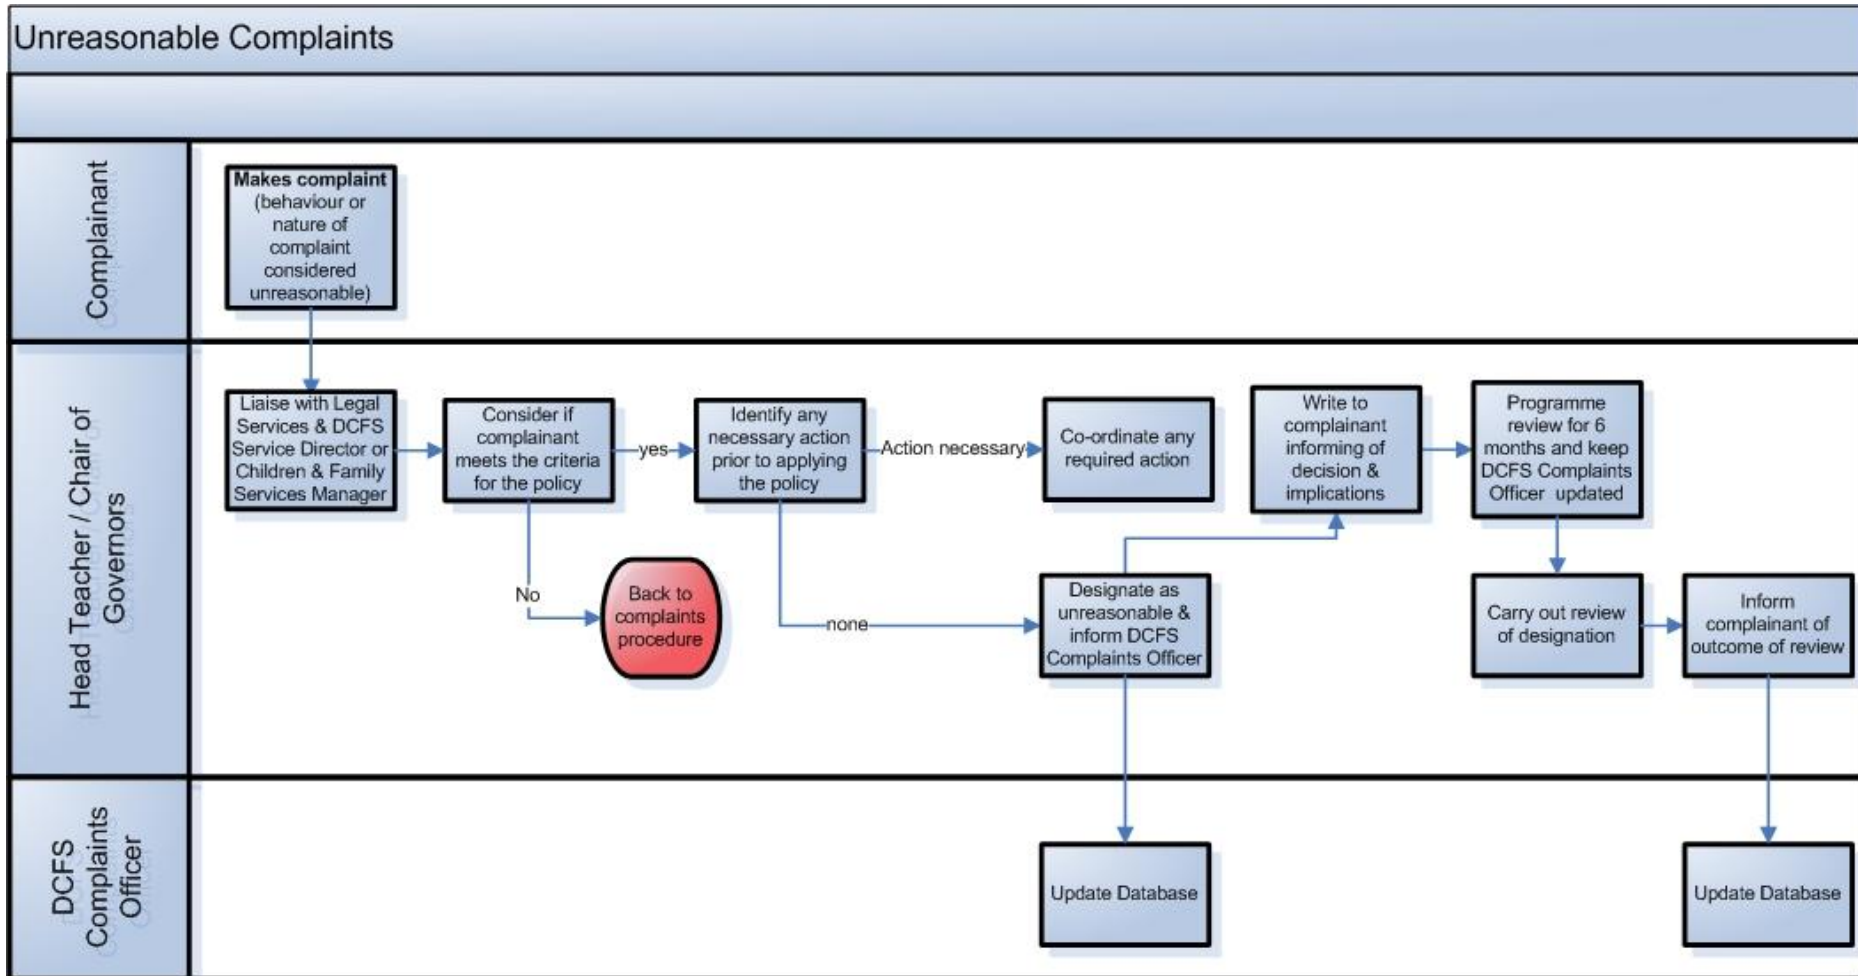 Unreasonable Complaints
Complainant
Makes complaint
(behaviour or
nature of
complaint
considered
unreasonable)
Head Teacher / Chair of
Governors
Liaise with Legal
Services & DCFS
Service Director or
Children & Family
Services Manager
Consider if
complainant
meets the criteria
for the policy
yes
Identify any
necessary action
prior to applying
the policy
Action necessary
Co-ordinate any
required action
Write to
complainant
informing of
decision &
implications
Programme
review for 6
months and keep
DCFS Complaints
Officer updated
No
Back to
complaints
procedure
none
Designate as
unreasonable &
inform DCFS
Complaints Officer
Carry out review
of designation
Inform
complainant of
outcome of review
DCFS
Complaints
Officer
Update Database
Update Database